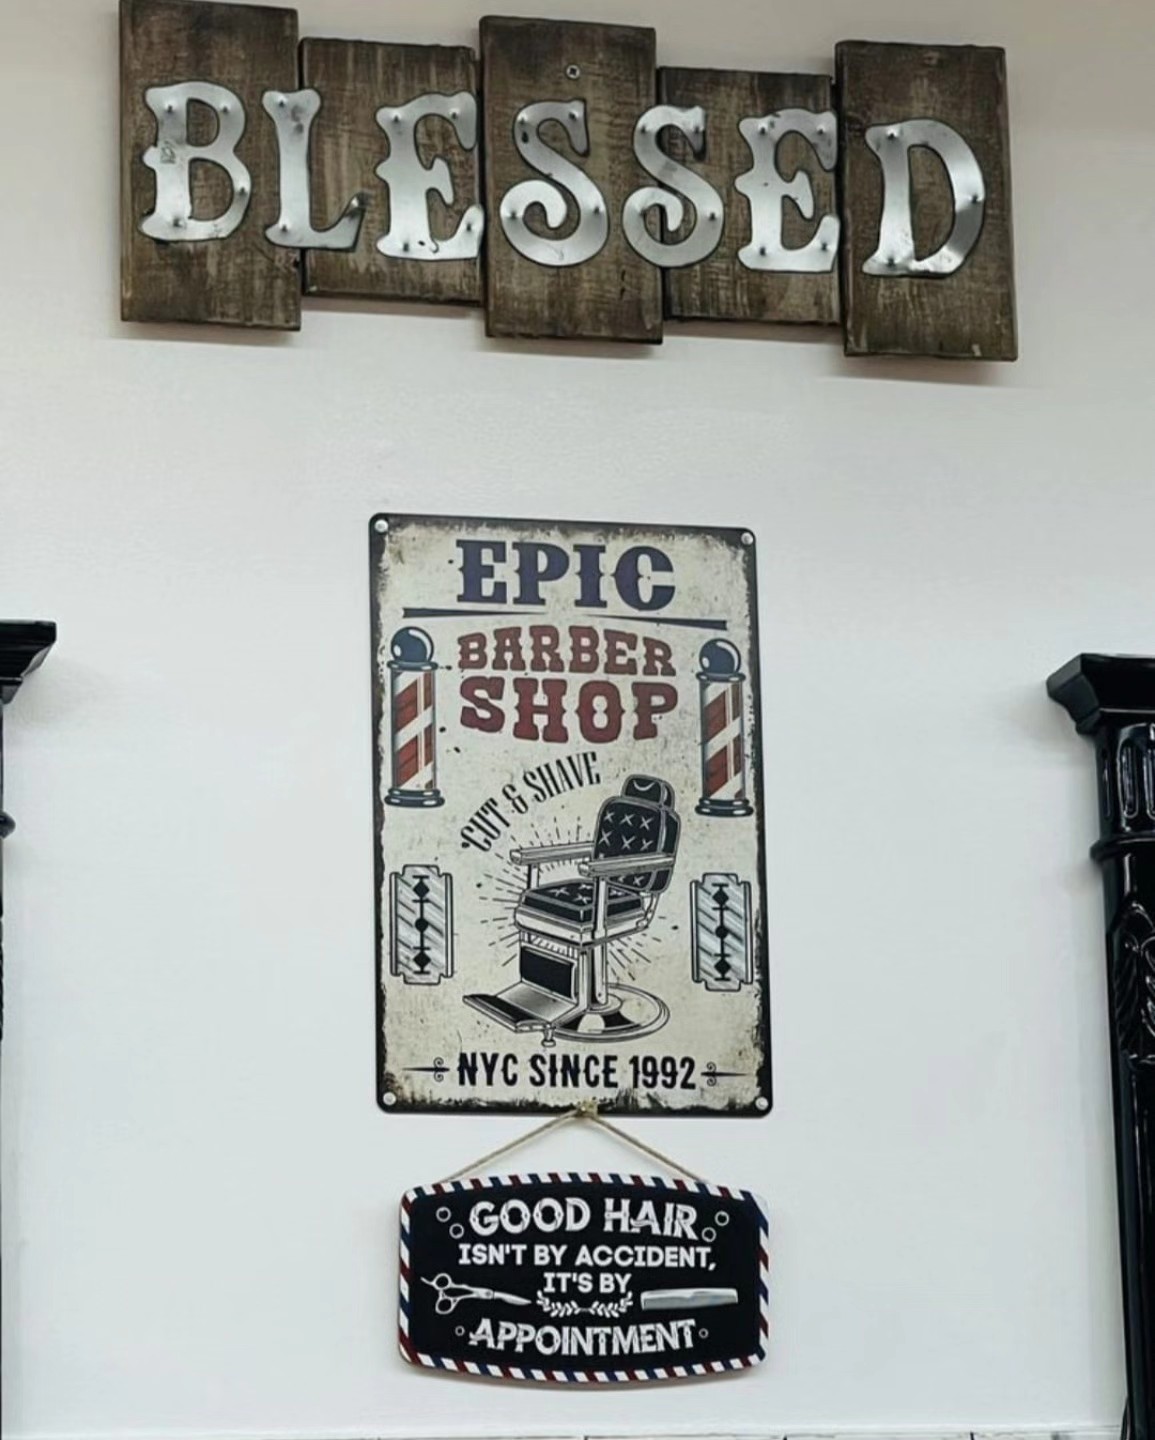 BLESSED
EPIC
BARBER
SHOP
CUT & SHAVE
NYC SINCE 1992
GOOD HAIR
ISN'T BY ACCIDENT,
IT'S BY
APPOINTMENT